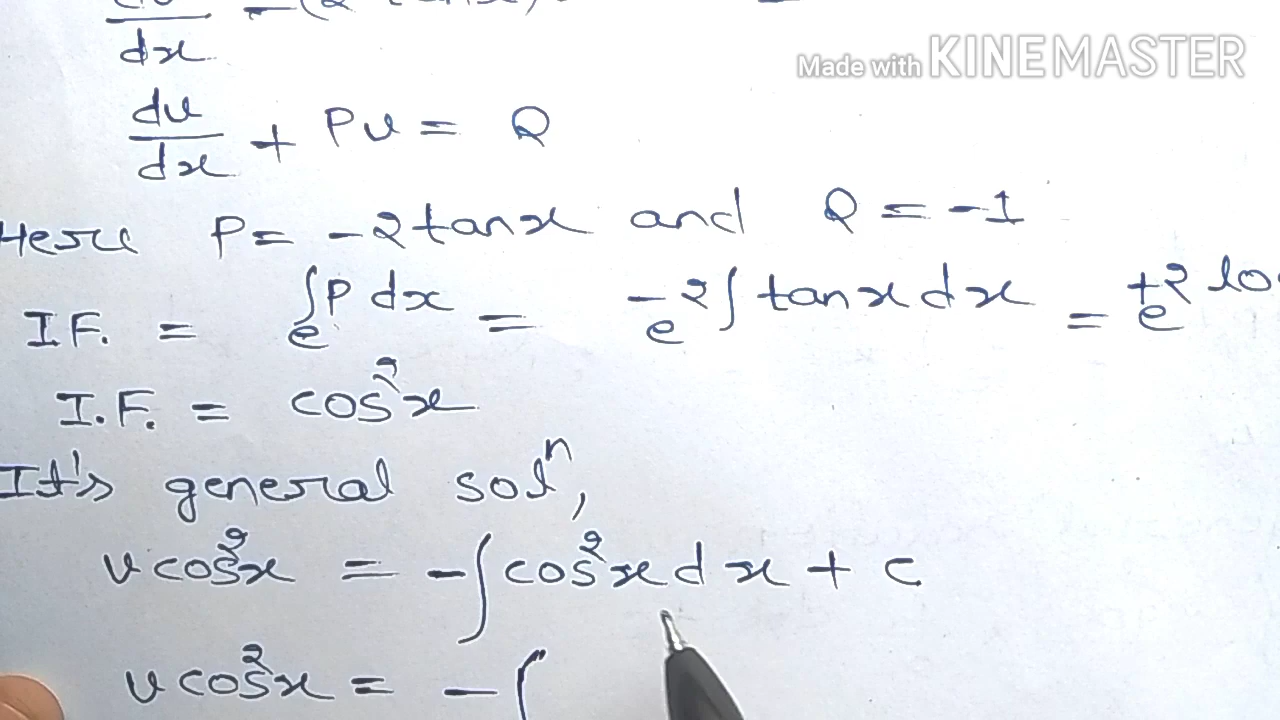 dx
Made with KINEMASTER
du/dx + Pu = Q
Here P = -2tanx and Q = -1
I.F. = e^∫P dx = e^-2∫tanx dx = e^+2 lo
I.F. = cos²x
It's general solⁿ,
u cos²x = -∫cos²x dx + c
u cos²x = -∫